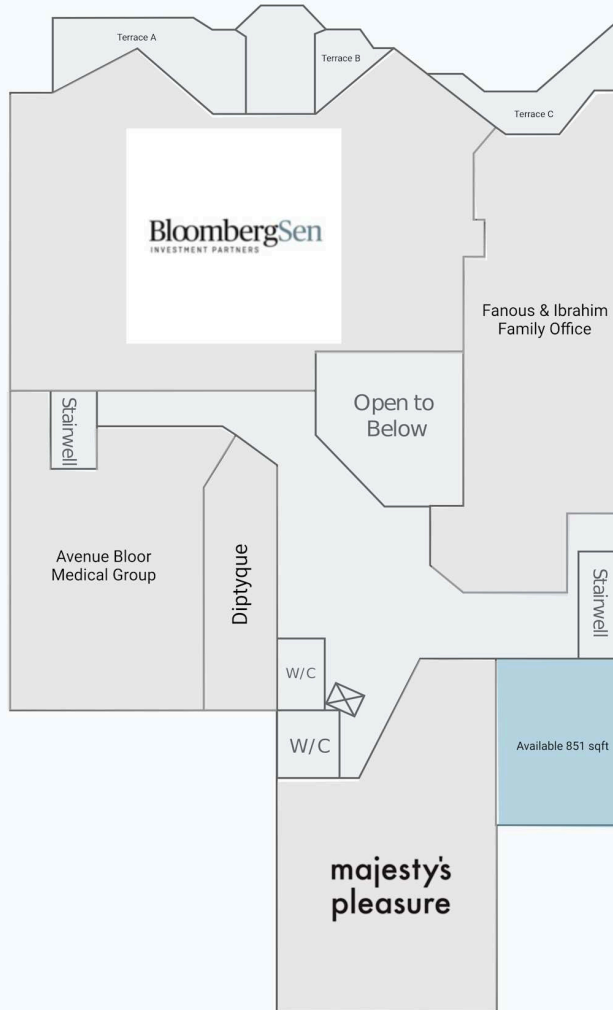 Terrace A
Terrace B
Terrace C
BloombergSen
INVESTMENT PARTNERS
Fanous & Ibrahim
Family Office
Open to
Below
Stairwell
Avenue Bloor
Medical Group
Diptyque
Stairwell
W/C
W/C
Available 851 sqft
majesty's
pleasure